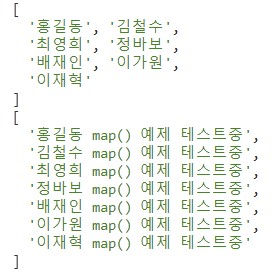 [
'홍길동', '김철수',
'최영희', '정바보',
'배재인', '이가원',
'이재혁'
]
[
'홍길동 map() 예제 테스트중',
'김철수 map() 예제 테스트중',
'최영희 map() 예제 테스트중',
'정바보 map() 예제 테스트중',
'배재인 map() 예제 테스트중',
'이가원 map() 예제 테스트중',
'이재혁 map() 예제 테스트중'
]